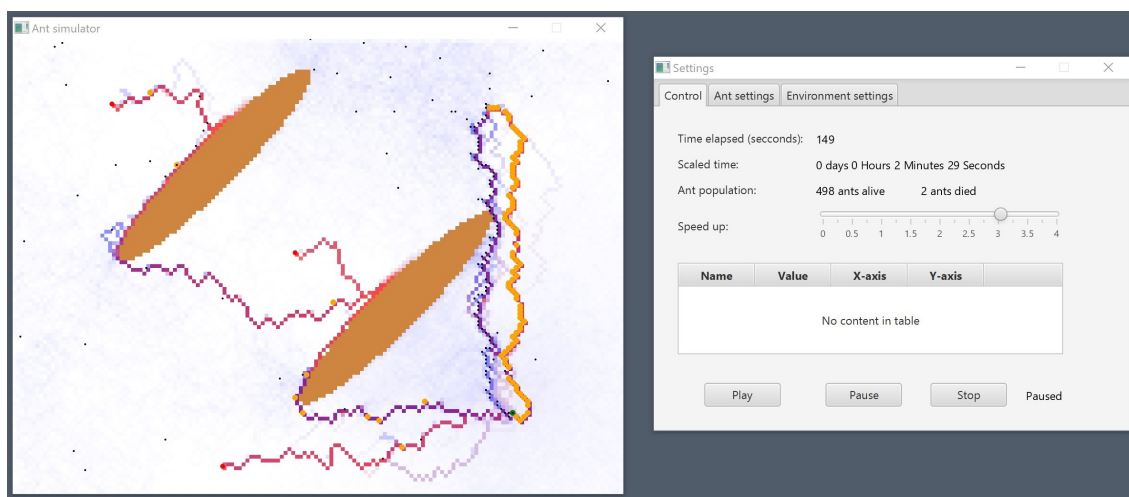 Ant simulator
Settings
Control Ant settings Environment settings
Time elapsed (secconds): 149
Scaled time: 0 days 0 Hours 2 Minutes 29 Seconds
Ant population: 498 ants alive 2 ants died
Speed up:
0 0.5 1 1.5 2 2.5 3 3.5 4
Name Value X-axis Y-axis
No content in table
Play Pause Stop Paused